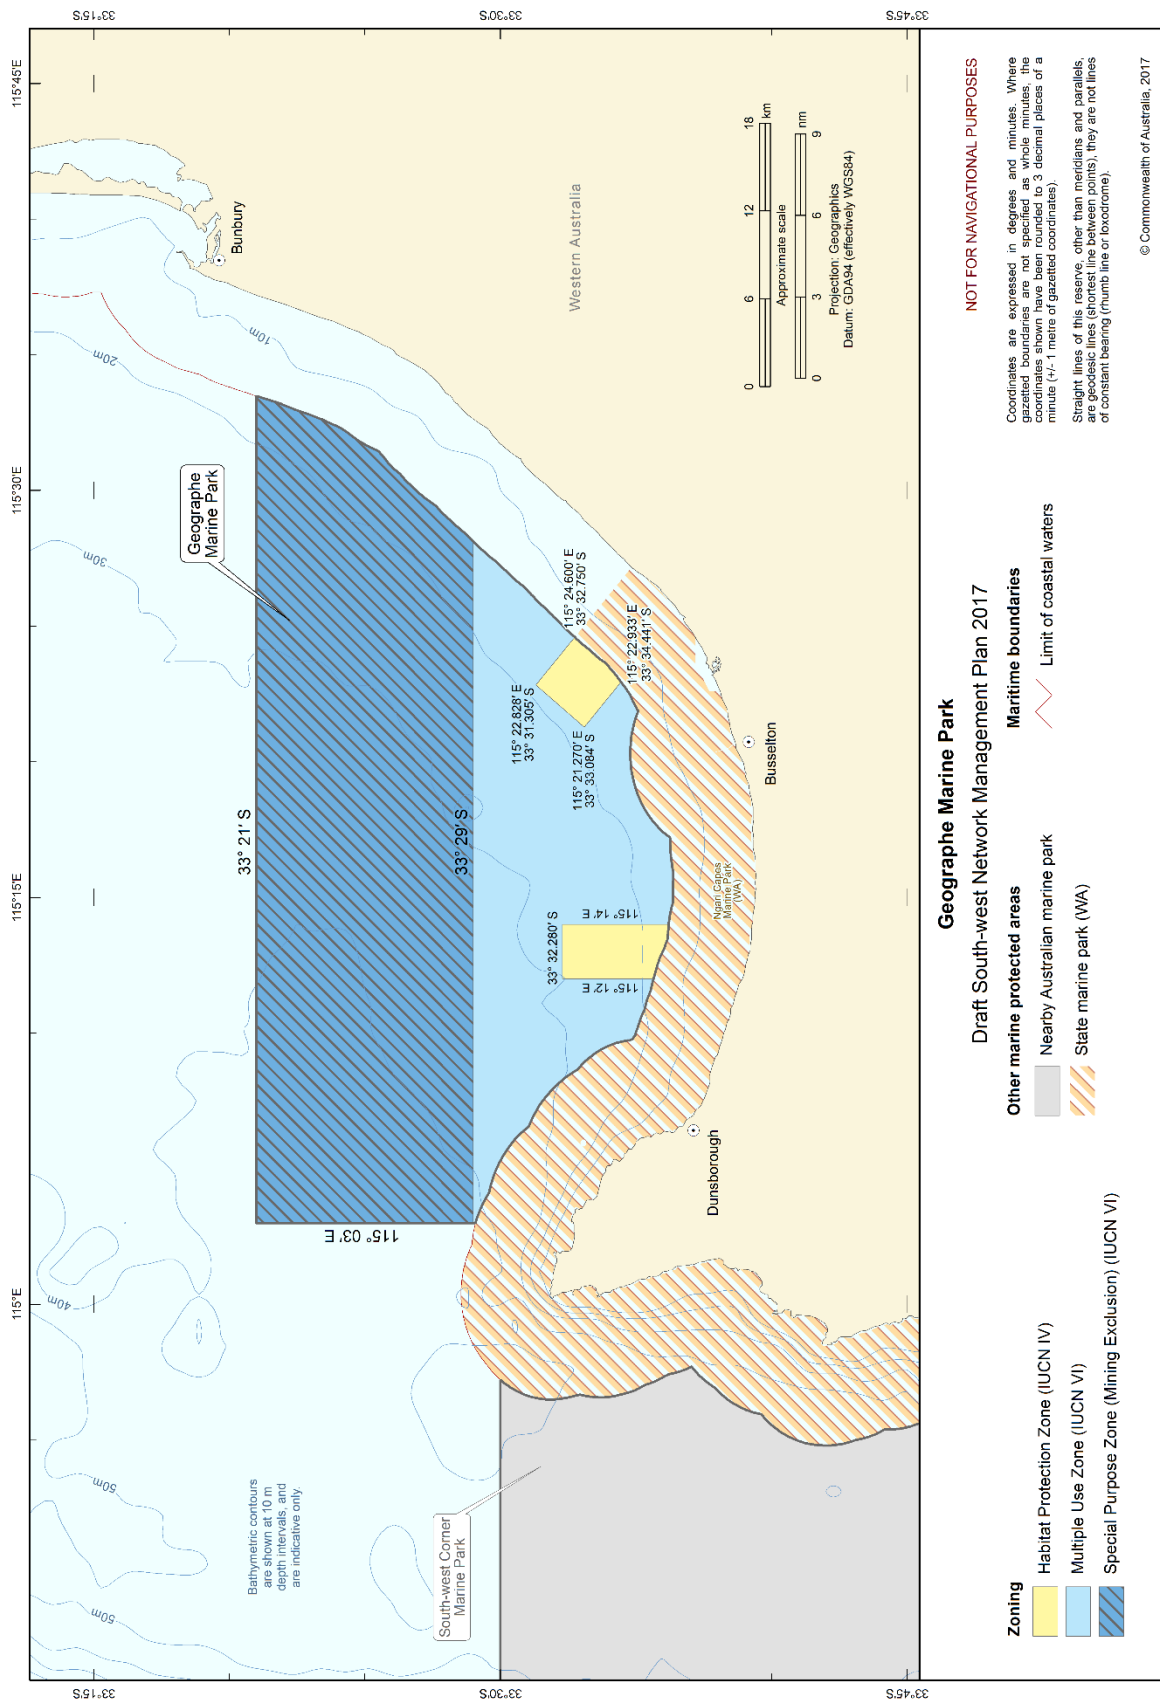 115°E
115°15'E
115°30'E
115°45'E
33°15'S
33°15'S
33°30'S
33°30'S
33°45'S
33°45'S
50m
50m
40m
30m
20m
10m
Bathymetric contours
are shown at 10 m
depth intervals, and
are indicative only.
South-west Corner
Marine Park
Geographe
Marine Park
33° 21' S
115° 03' E
33° 29' S
33° 32.280' S
115° 12' E
115° 14' E
115° 22.828' E
33° 31.305' S
115° 21.270' E
33° 33.084' S
115° 24.600' E
33° 32.750' S
115° 22.933' E
33° 34.441' S
Ngari Capes
Marine Park
(WA)
Bunbury
Busselton
Dunsborough
Western Australia
0 6 12 18
km
Approximate scale
nm
0 3 6 9
Projection: Geographics
Datum: GDA94 (effectively WGS84)
Geographe Marine Park
Draft South-west Network Management Plan 2017
Zoning
Habitat Protection Zone (IUCN IV)
Multiple Use Zone (IUCN VI)
Special Purpose Zone (Mining Exclusion) (IUCN VI)
Other marine protected areas
Nearby Australian marine park
State marine park (WA)
Maritime boundaries
Limit of coastal waters
NOT FOR NAVIGATIONAL PURPOSES
Coordinates are expressed in degrees and minutes. Where
gazetted boundaries are not specified as whole minutes, the
coordinates shown have been rounded to 3 decimal places of a
minute (+/- 1 metre of gazetted coordinates).
Straight lines of this reserve, other than meridians and parallels,
are geodesic lines (shortest line between points), they are not lines
of constant bearing (rhumb line or loxodrome).
© Commonwealth of Australia, 2017